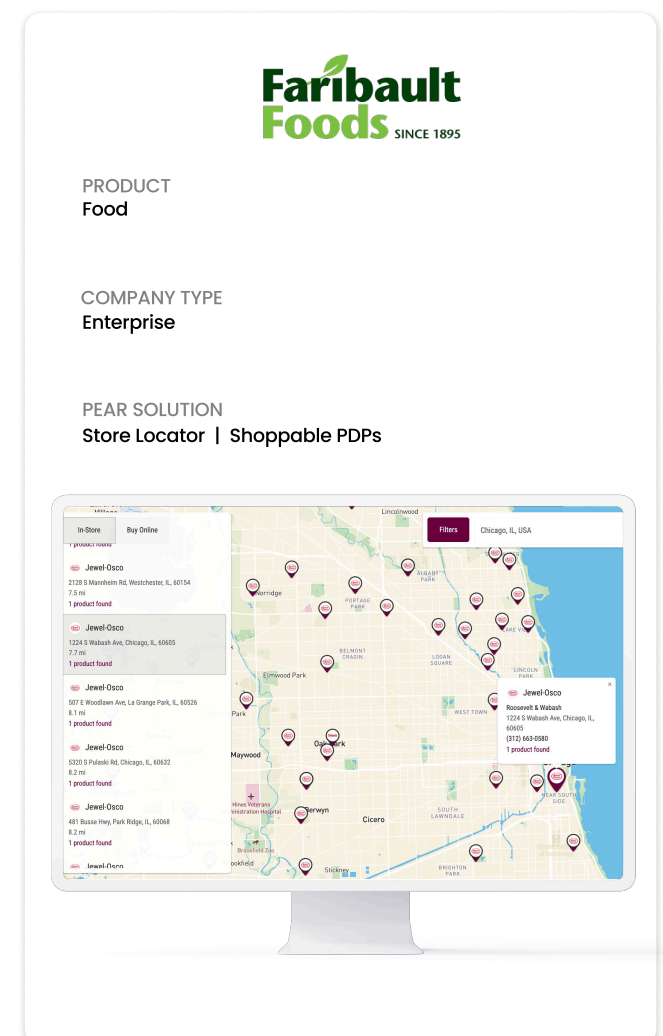 Faribault
Foods SINCE 1895
PRODUCT
Food
COMPANY TYPE
Enterprise
PEAR SOLUTION
Store Locator | Shoppable PDPs
In-Store
Buy Online
1 product found
Jewel-Osco
2128 S Mannheim Rd, Westchester, IL, 60154
7.5 mi
1 product found
Jewel-Osco
1224 S Wabash Ave, Chicago, IL, 60605
7.7 mi
1 product found
Jewel-Osco
507 E Woodlawn Ave, La Grange Park, IL, 60526
8.1 mi
1 product found
Jewel-Osco
5320 S Pulaski Rd, Chicago, IL, 60632
8.2 mi
1 product found
Jewel-Osco
481 Busse Hwy, Park Ridge, IL, 60068
8.2 mi
1 product found
Jewel-Osco
Filters
Chicago, IL, USA
Lincolnwood
Norridge
ALBANY
PARK
PORTAGE
PARK
LAKE VIEW
BELMONT
CRAGIN
LOGAN
SQUARE
LINCOLN
PARK
Elmwood Park
Park
WEST TOWN
Jewel-Osco
x
Roosevelt & Wabash
1224 S Wabash Ave, Chicago, IL,
60605
(312) 663-0580
1 product found
Oak Park
Maywood
NEAR SOUTH
SIDE
Hines Veterans
Hospital
Berwyn
Cicero
SOUTH
LAWNDALE
Brookfield Zoo
Stickney
BRIGHTON
PARK